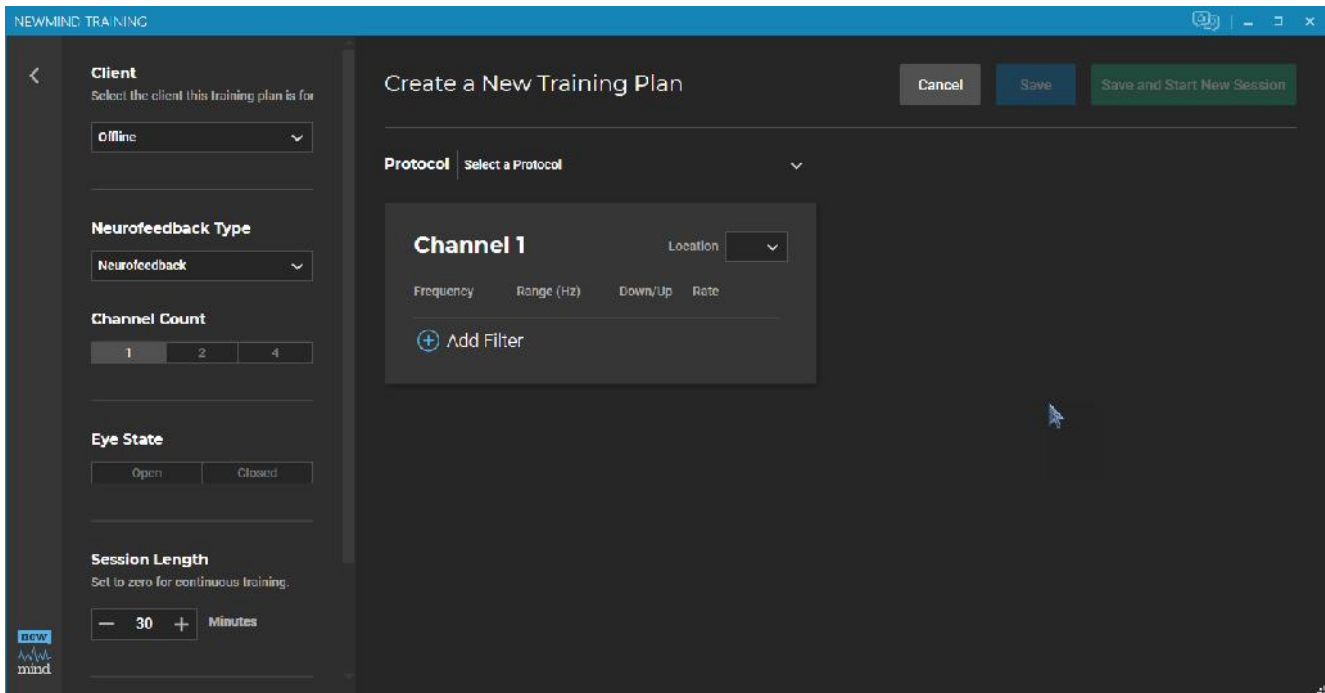 NEWMIND TRAINING
Client
Select the client this training plan is for
Offline
Neurofeedback Type
Neurofeedback
Channel Count
1 2 4
Eye State
Open Closed
Session Length
Set to zero for continuous training.
— 30 + Minutes
new
mind
Create a New Training Plan
Cancel Save Save and Start New Session
Protocol Select a Protocol
Channel 1 Location
Frequency Range (Hz) Down/Up Rate
Add Filter